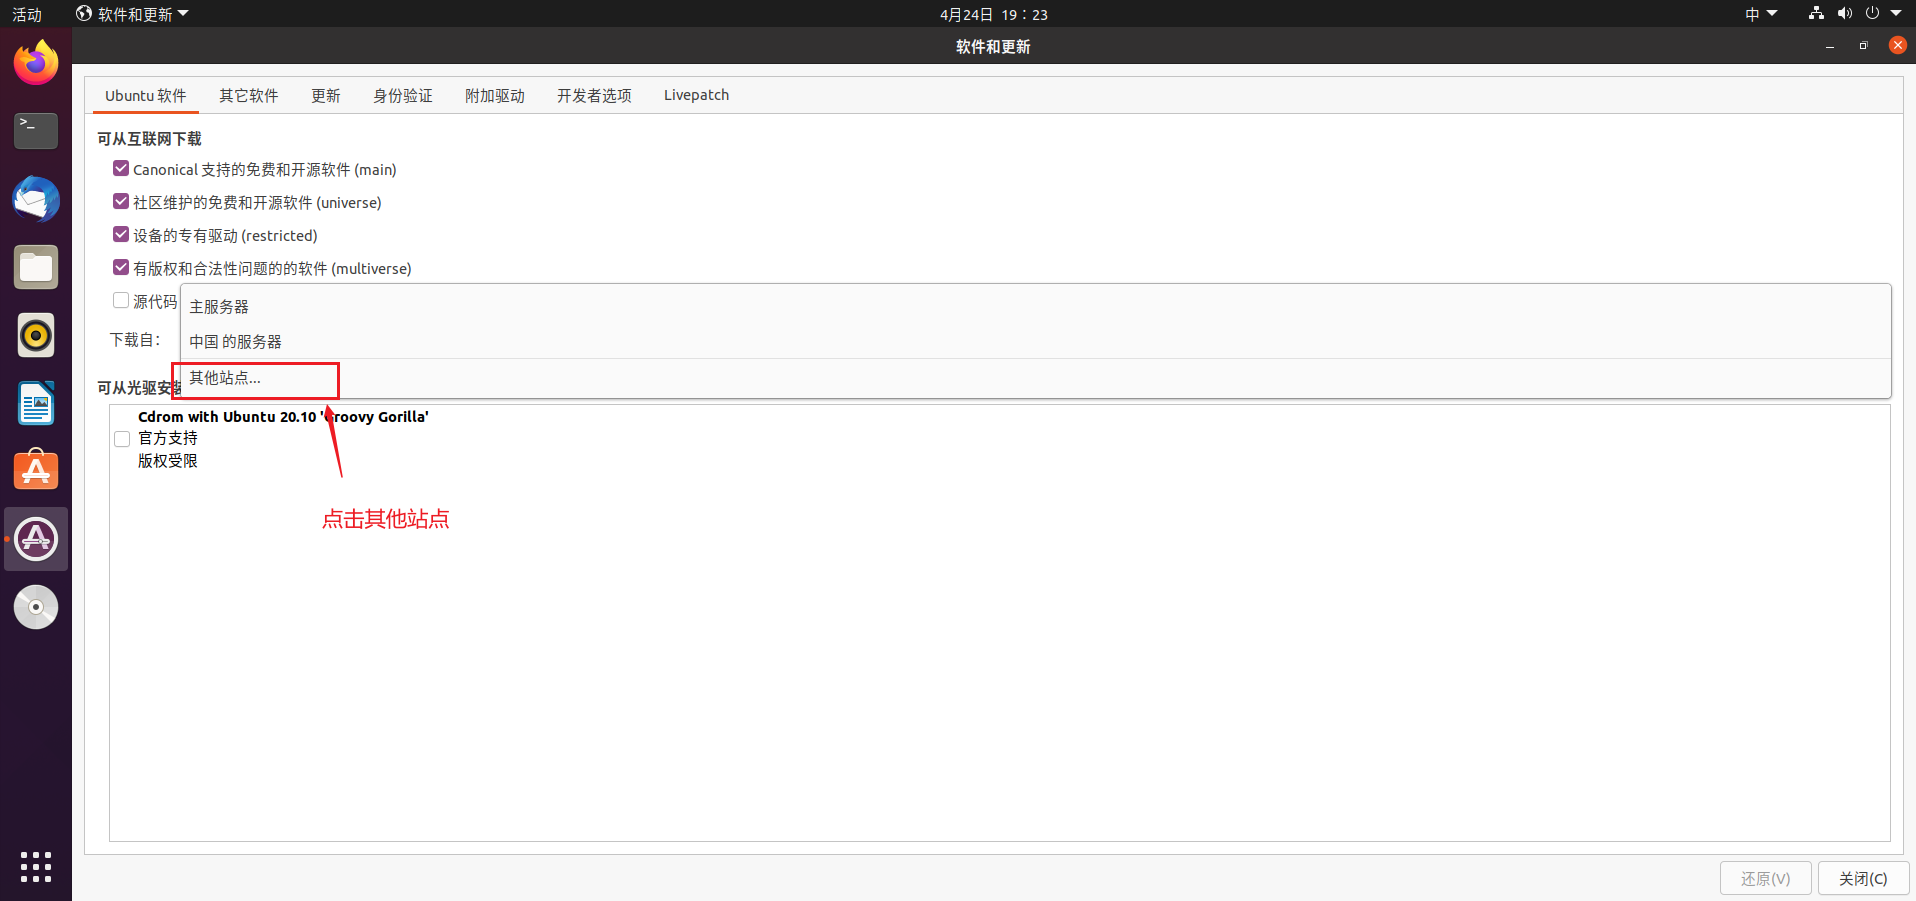 活动
软件和更新
4月24日 19：23
中
软件和更新
Ubuntu 软件
其它软件
更新
身份验证
附加驱动
开发者选项
Livepatch
可从互联网下载
Canonical 支持的免费和开源软件 (main)
社区维护的免费和开源软件 (universe)
设备的专有驱动 (restricted)
有版权和合法性问题的的软件 (multiverse)
源代码
主服务器
下载自：
中国 的服务器
其他站点...
可从光驱安装
Cdrom with Ubuntu 20.10 'Groovy Gorilla'
官方支持
版权受限
点击其他站点
还原(V)
关闭(C)